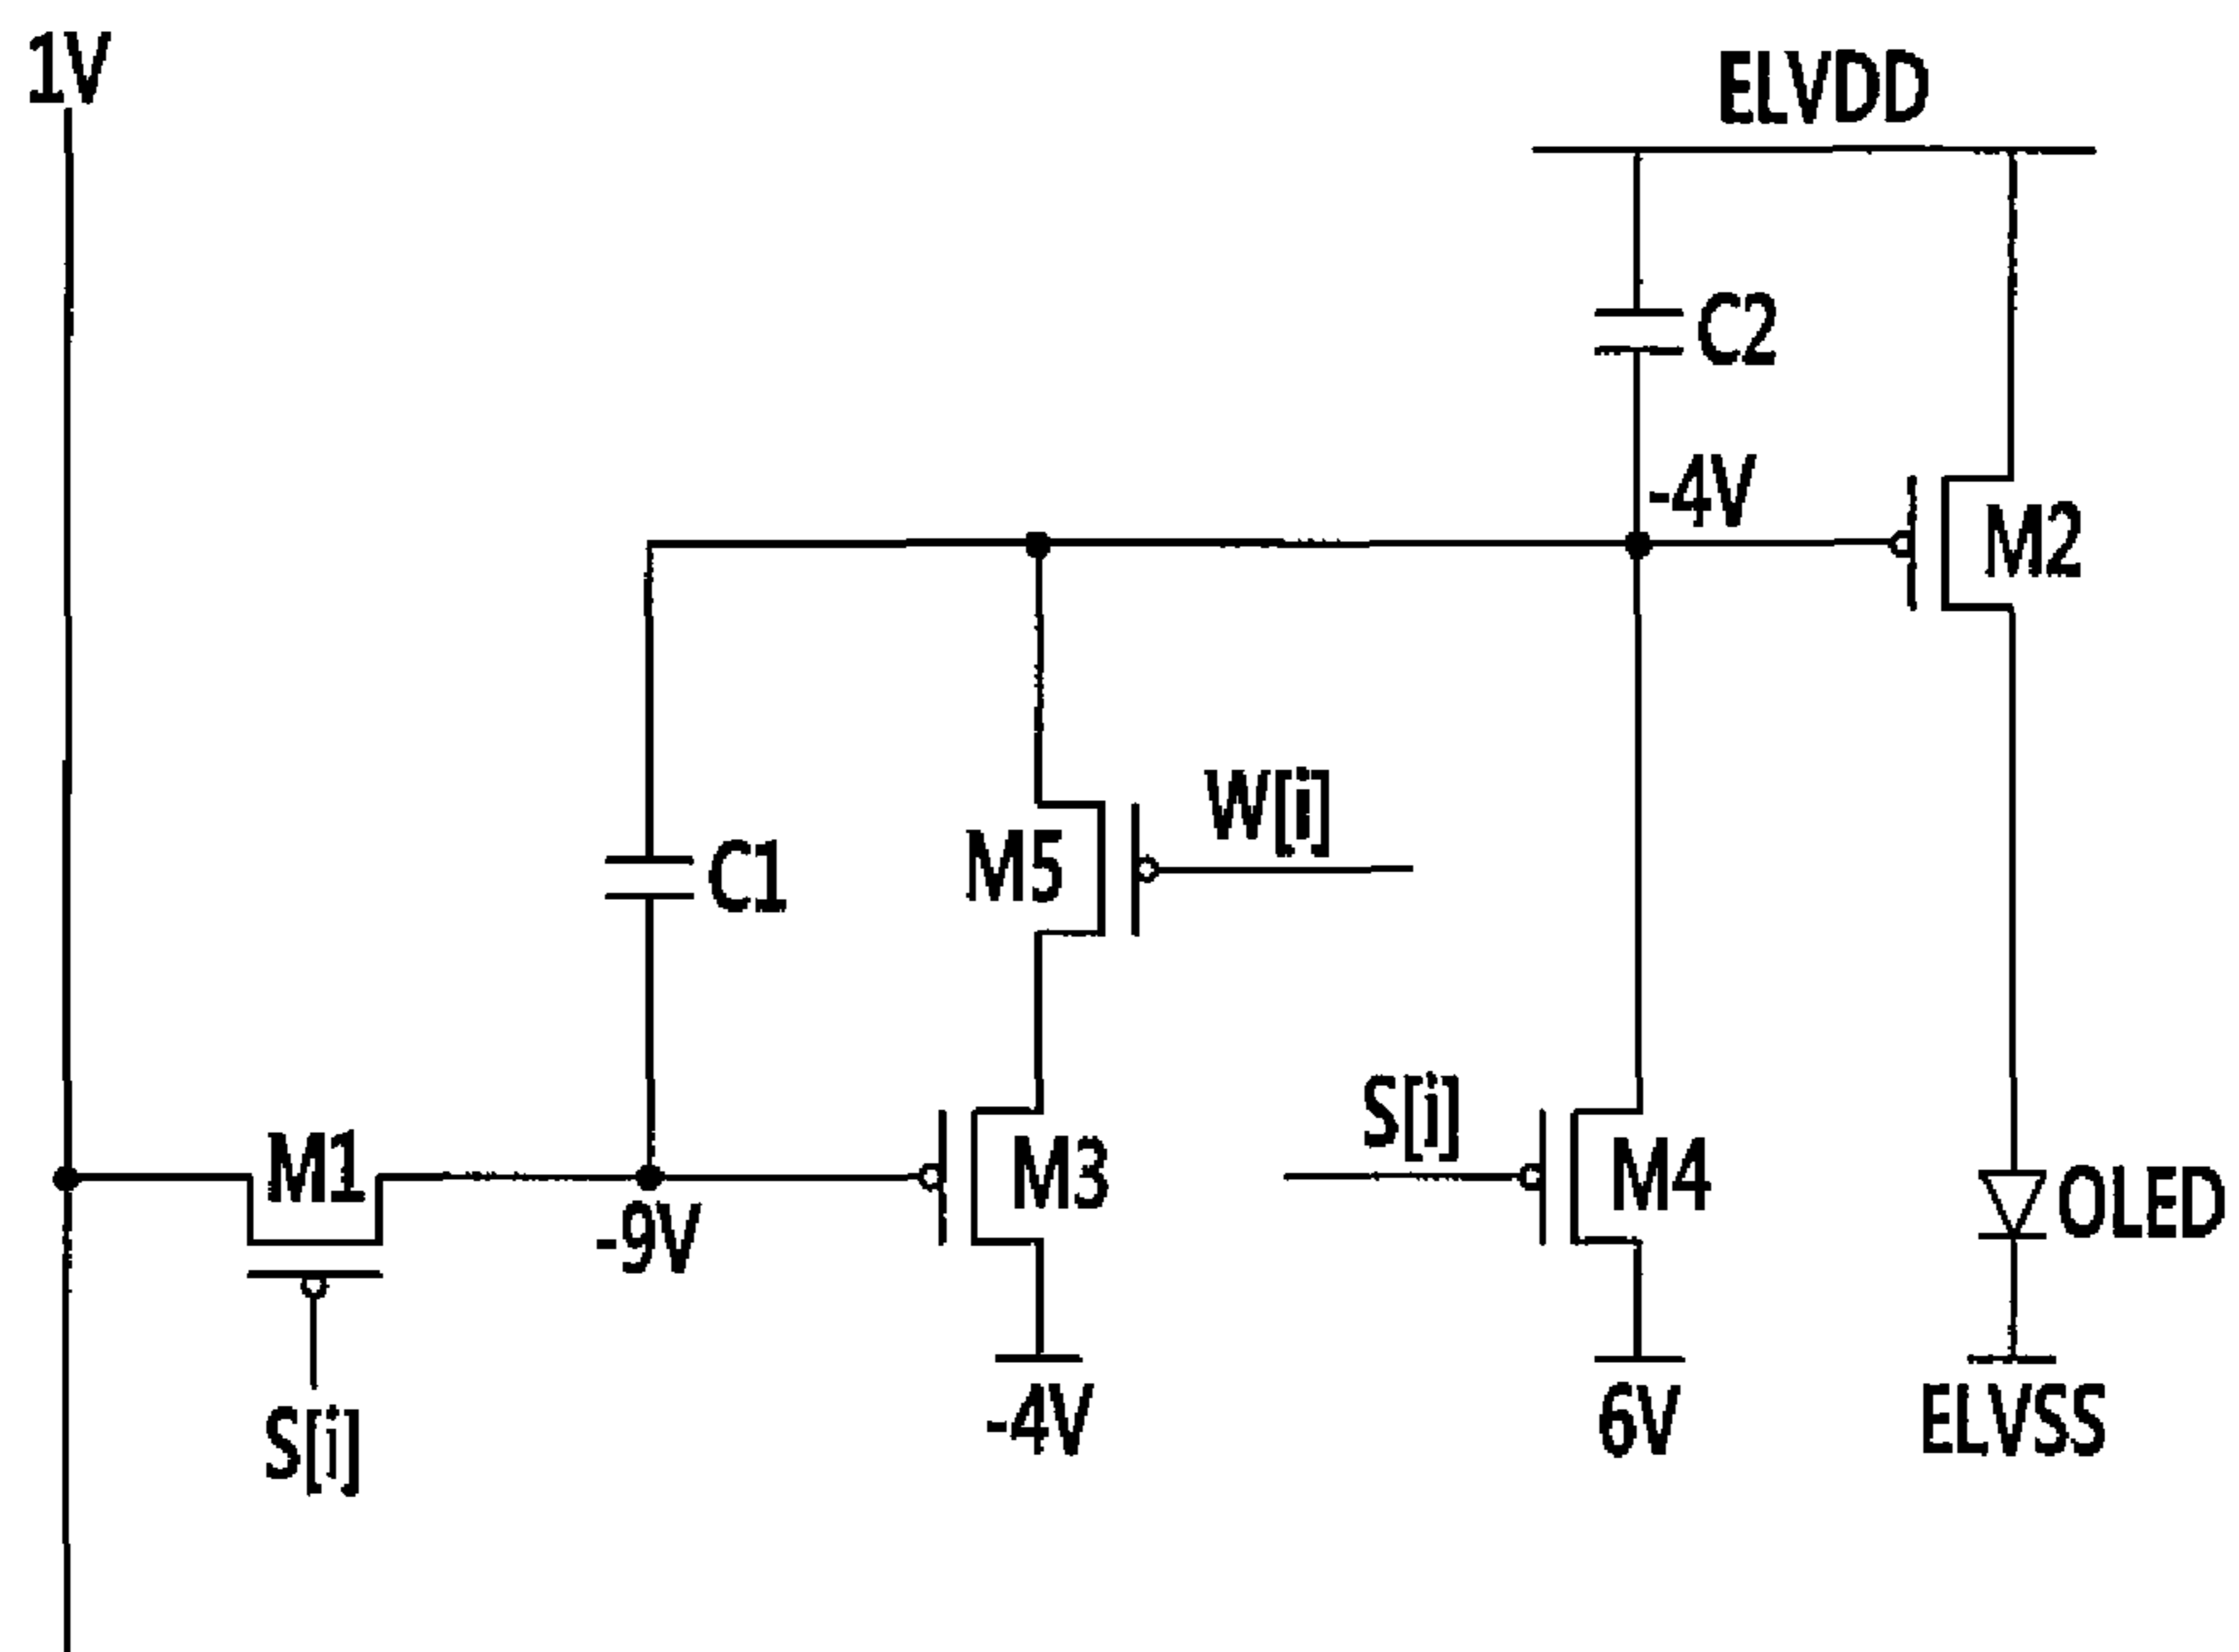 1V
ELVDD
C2
-4V
M2
W[i]
M5
C1
S[i]
M1
M3
M4
OLED
-9V
-4V
6V
ELVSS
S[i]